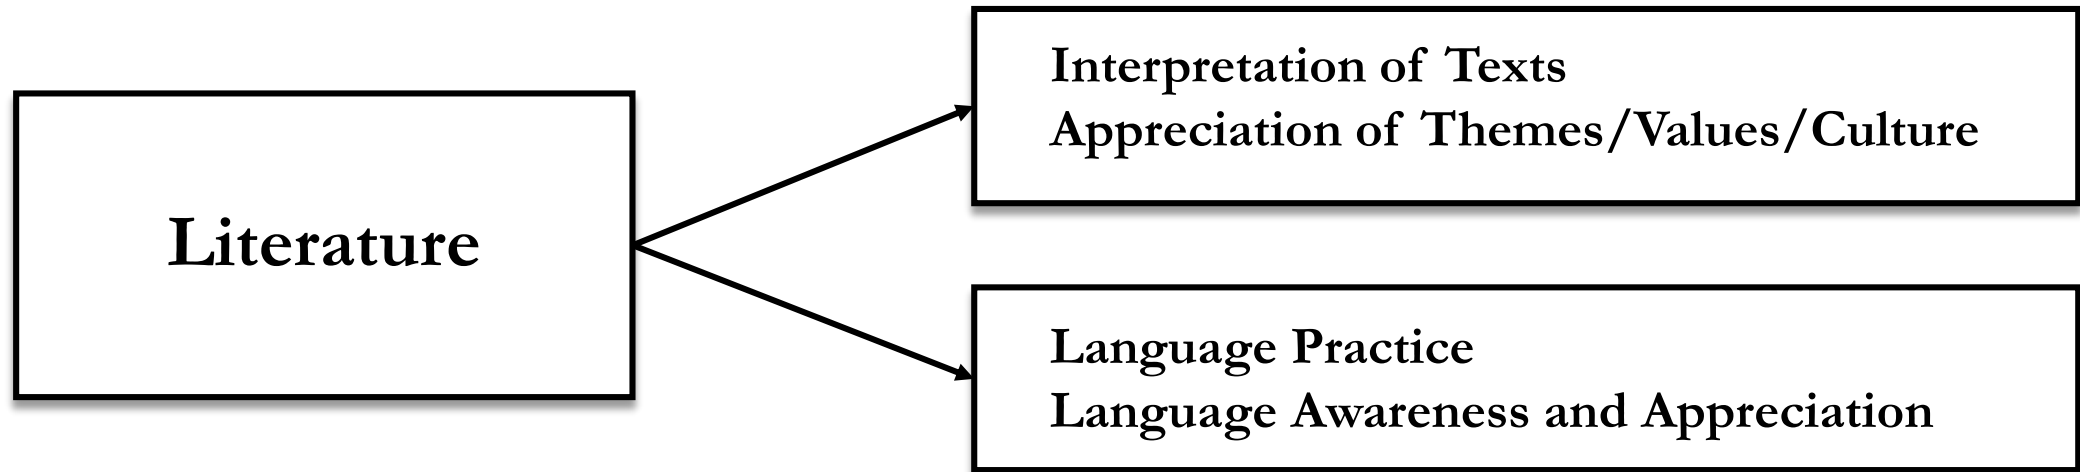 Literature
Interpretation of Texts
Appreciation of Themes/Values/Culture
Language Practice
Language Awareness and Appreciation